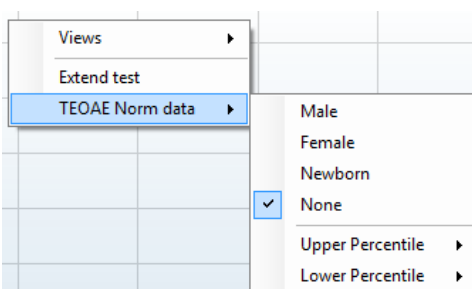 Views
Extend test
TEOAE Norm data
Male
Female
Newborn
None
Upper Percentile
Lower Percentile